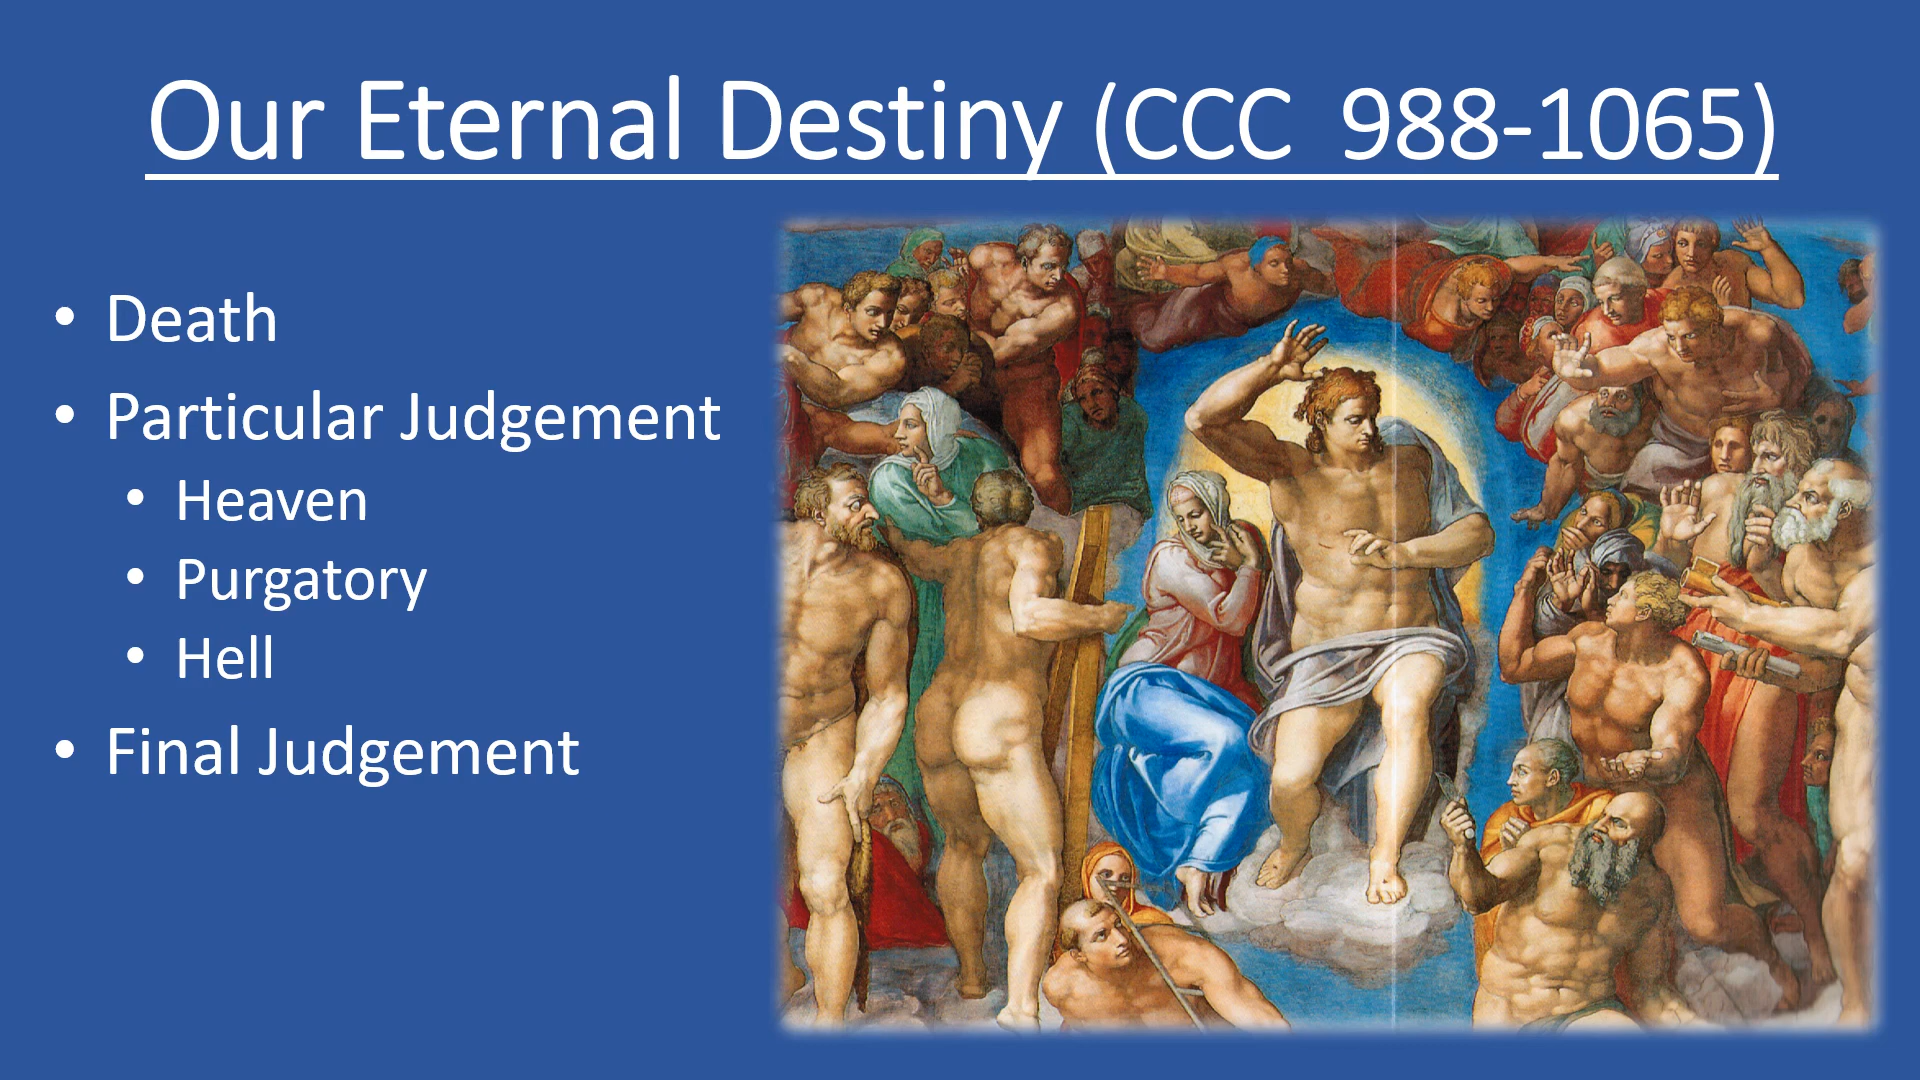 Our Eternal Destiny (CCC 988-1065)
• Death
• Particular Judgement
• Heaven
• Purgatory
• Hell
• Final Judgement